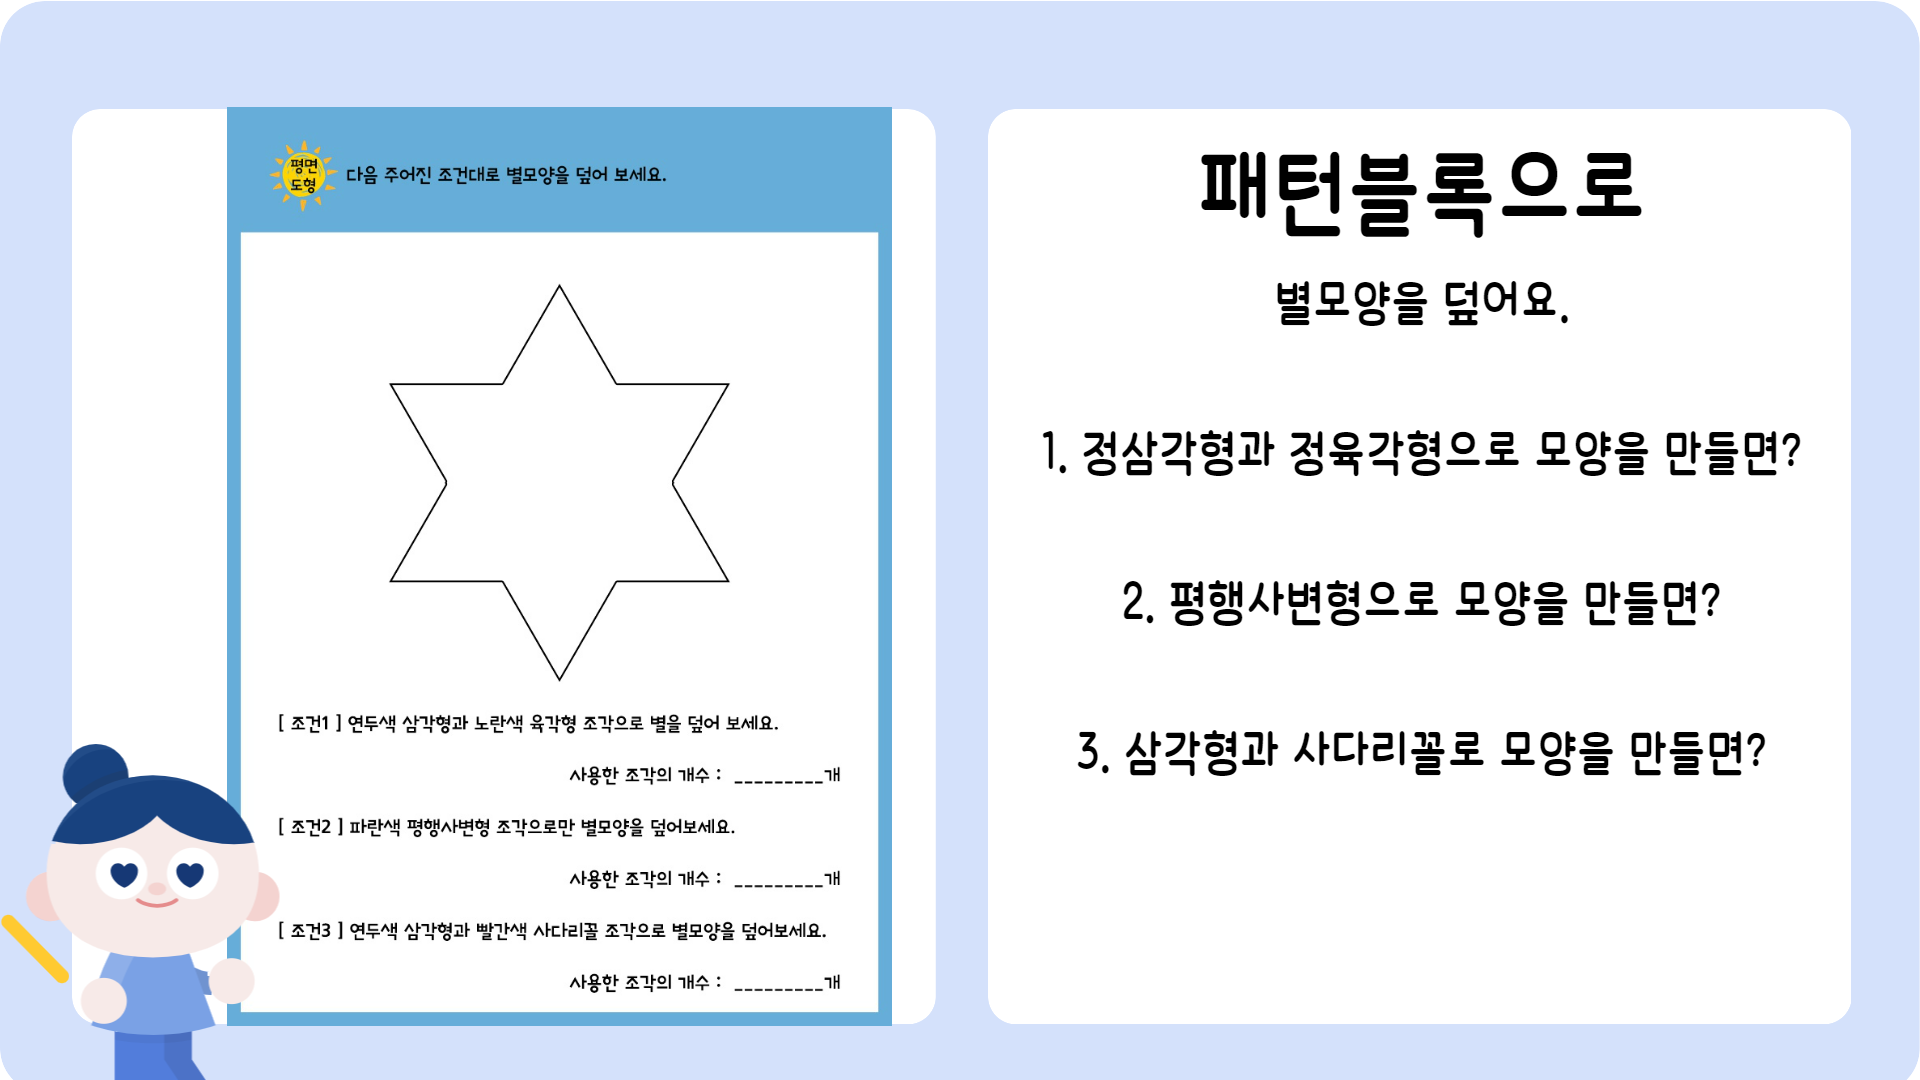 평면
도형
다음 주어진 조건대로 별모양을 덮어 보세요.
[ 조건1 ] 연두색 삼각형과 노란색 육각형 조각으로 별을 덮어 보세요.
사용한 조각의 개수 : _________개
[ 조건2 ] 파란색 평행사변형 조각으로만 별모양을 덮어보세요.
사용한 조각의 개수 : _________개
[ 조건3 ] 연두색 삼각형과 빨간색 사다리꼴 조각으로 별모양을 덮어보세요.
사용한 조각의 개수 : _________개
패턴블록으로
별모양을 덮어요.
1. 정삼각형과 정육각형으로 모양을 만들면?
2. 평행사변형으로 모양을 만들면?
3. 삼각형과 사다리꼴로 모양을 만들면?